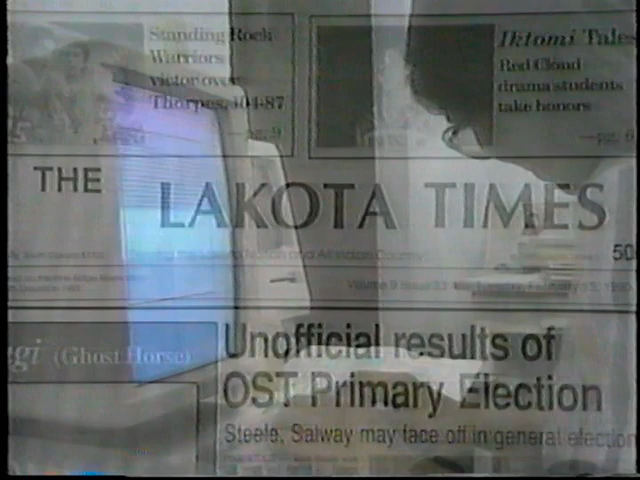 Standing Rock
Warriors
victor over
Thorpes, 104-87
Iktomi Tales
Red Cloud
drama students
take honors
THE LAKOTA TIMES
50
(Ghost Horse)
Unofficial results of
OST Primary Election
Steele, Salway may face off in general election